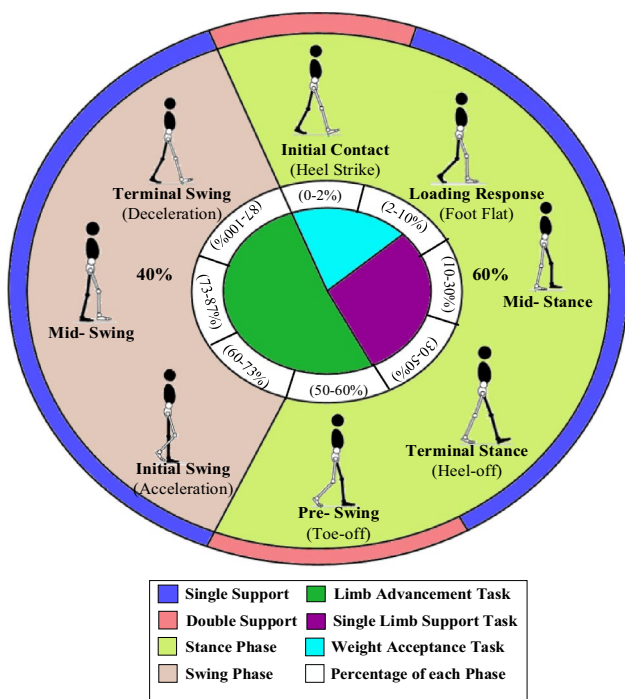 Initial Contact
(Heel Strike)
Terminal Swing
(Deceleration)
Loading Response
(Foot Flat)
(0-2%)
(87-100%)
(2-10%)
40%
60%
(10-30%)
Mid- Stance
(73-87%)
Mid- Swing
(60-73%)
(30-50%)
(50-60%)
Terminal Stance
(Heel-off)
Initial Swing
(Acceleration)
Pre- Swing
(Toe-off)
Single Support
Limb Advancement Task
Double Support
Single Limb Support Task
Stance Phase
Weight Acceptance Task
Swing Phase
Percentage of each Phase